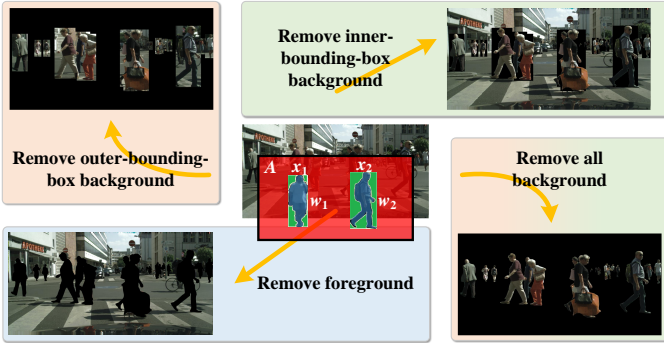 Remove inner-
bounding-box
background
Remove outer-bounding-
box background
A x1 x2
w1 w2
Remove all
background
Remove foreground